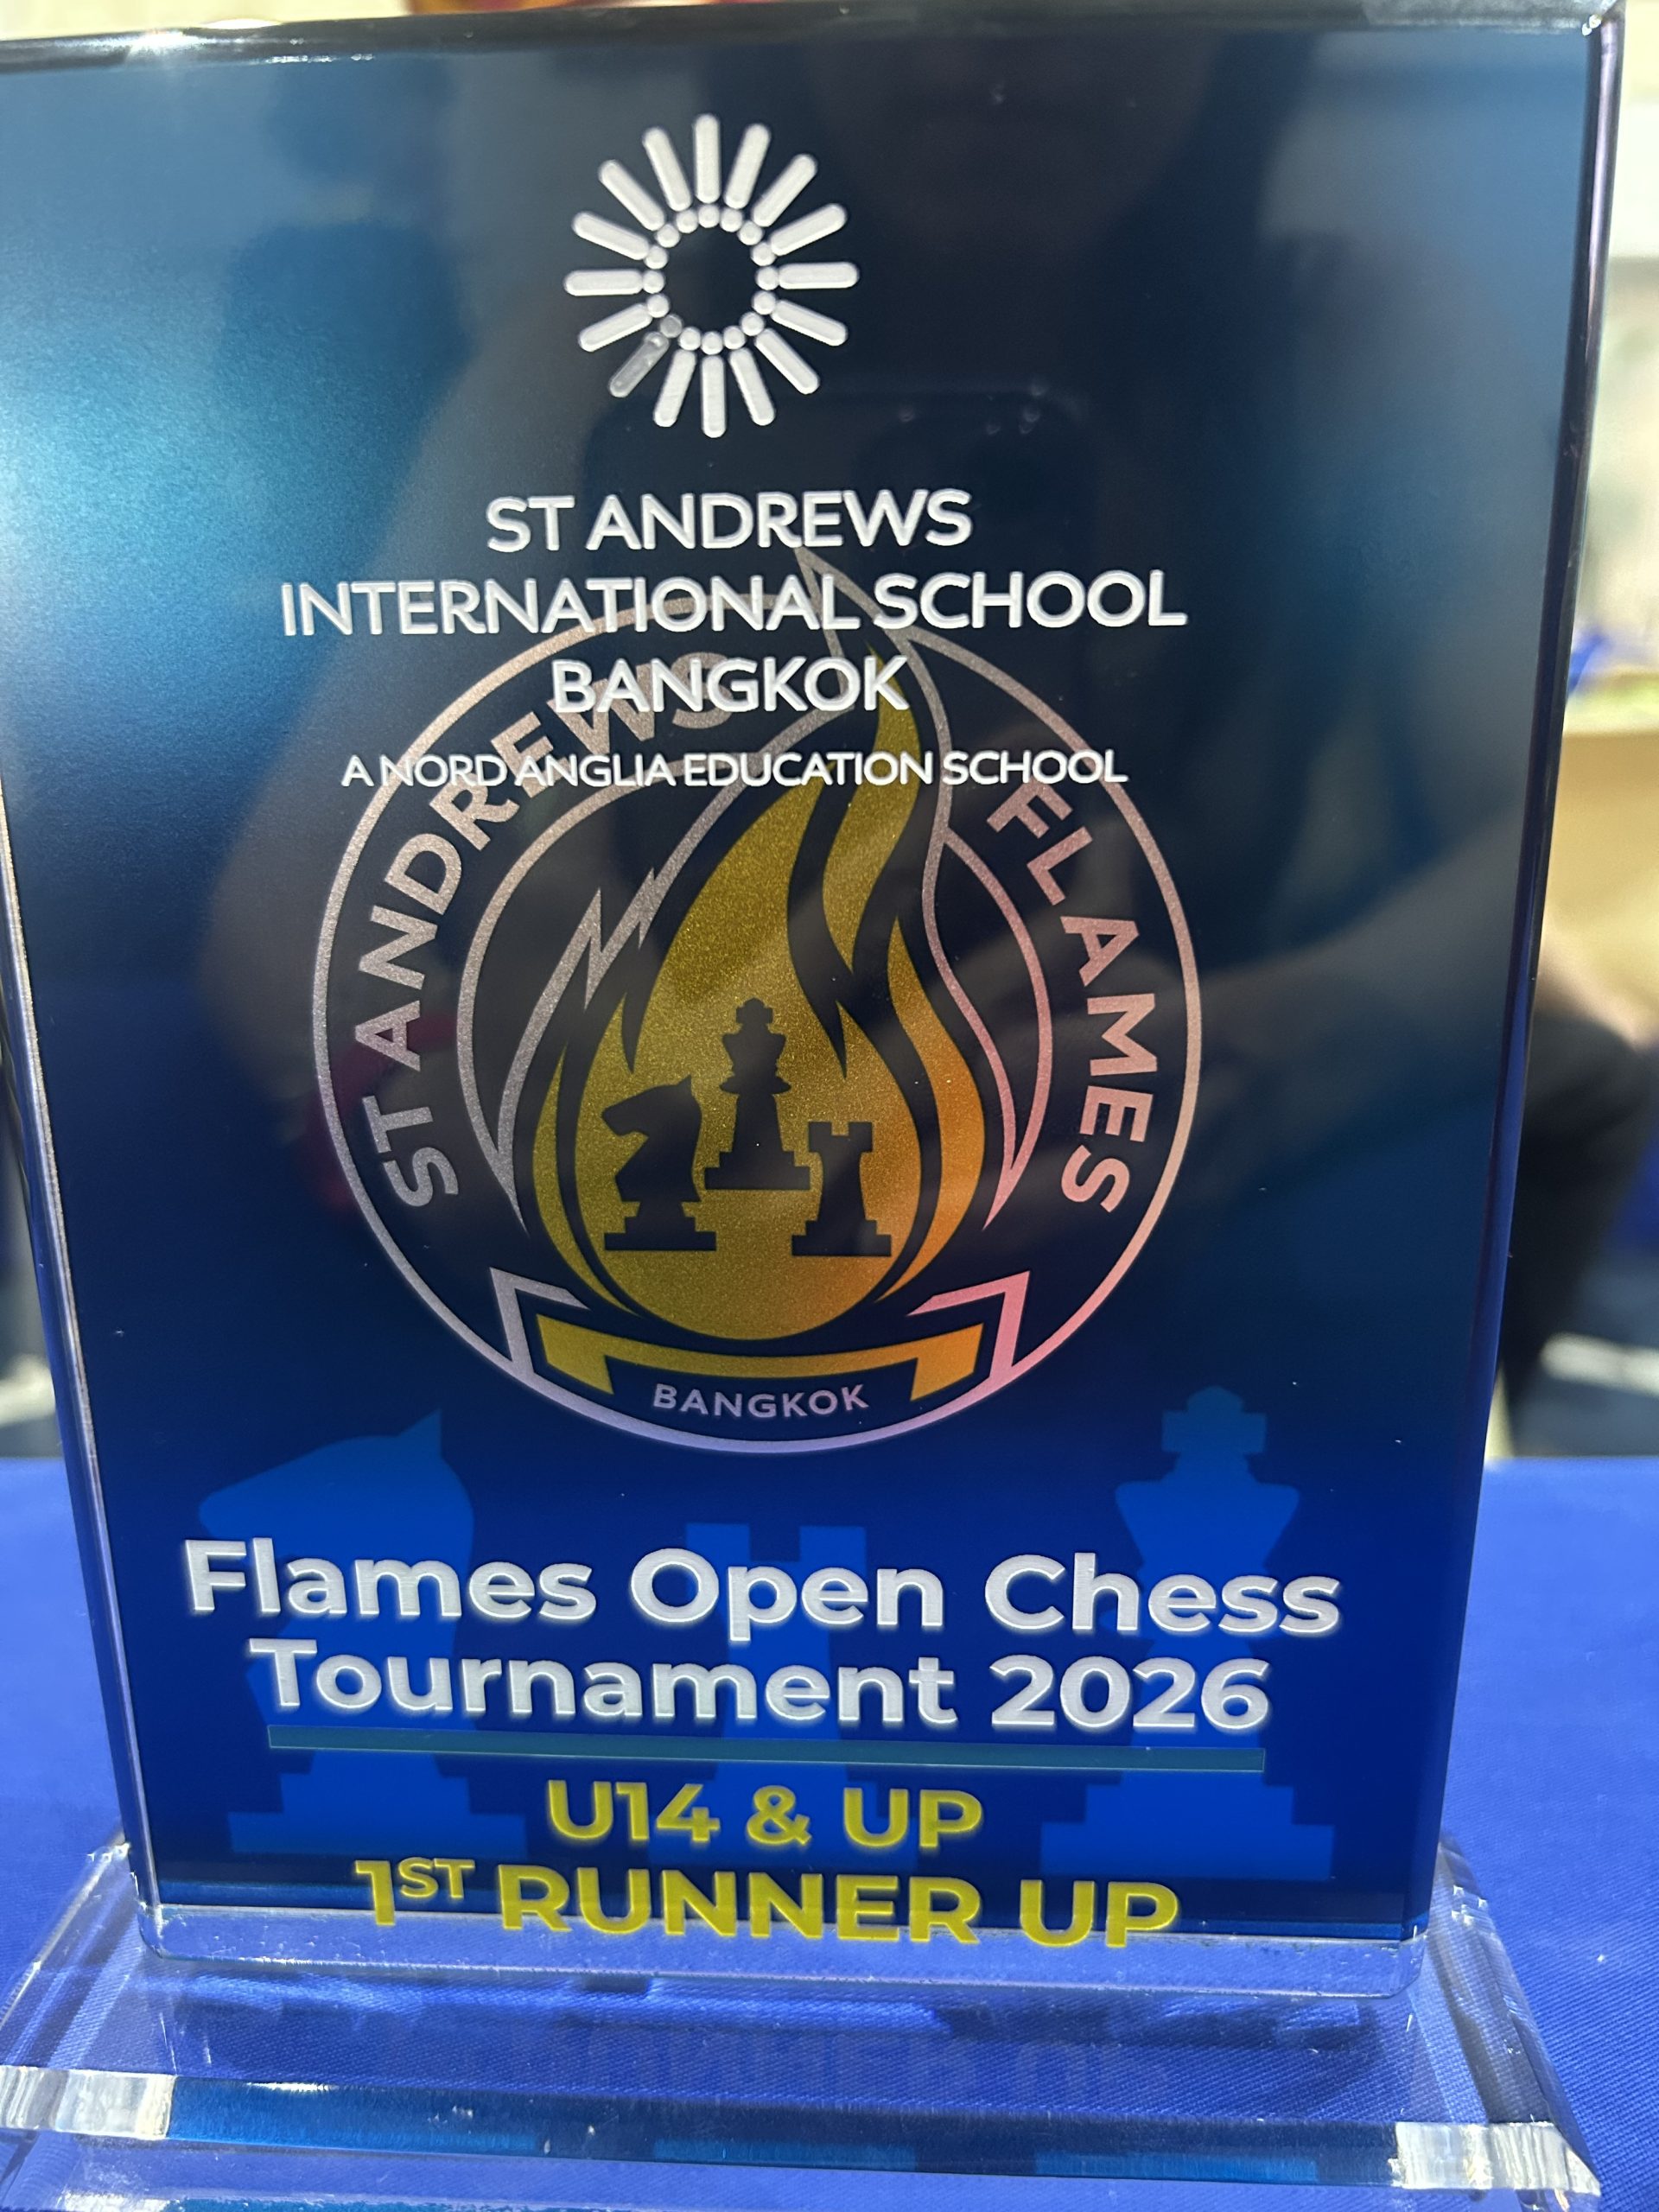 ST ANDREWS
INTERNATIONAL SCHOOL
BANGKOK
A NORD ANGLIA EDUCATION SCHOOL
ST ANDREWS FLAMES
BANGKOK
Flames Open Chess
Tournament 2026
U14 & UP
1ST RUNNER UP